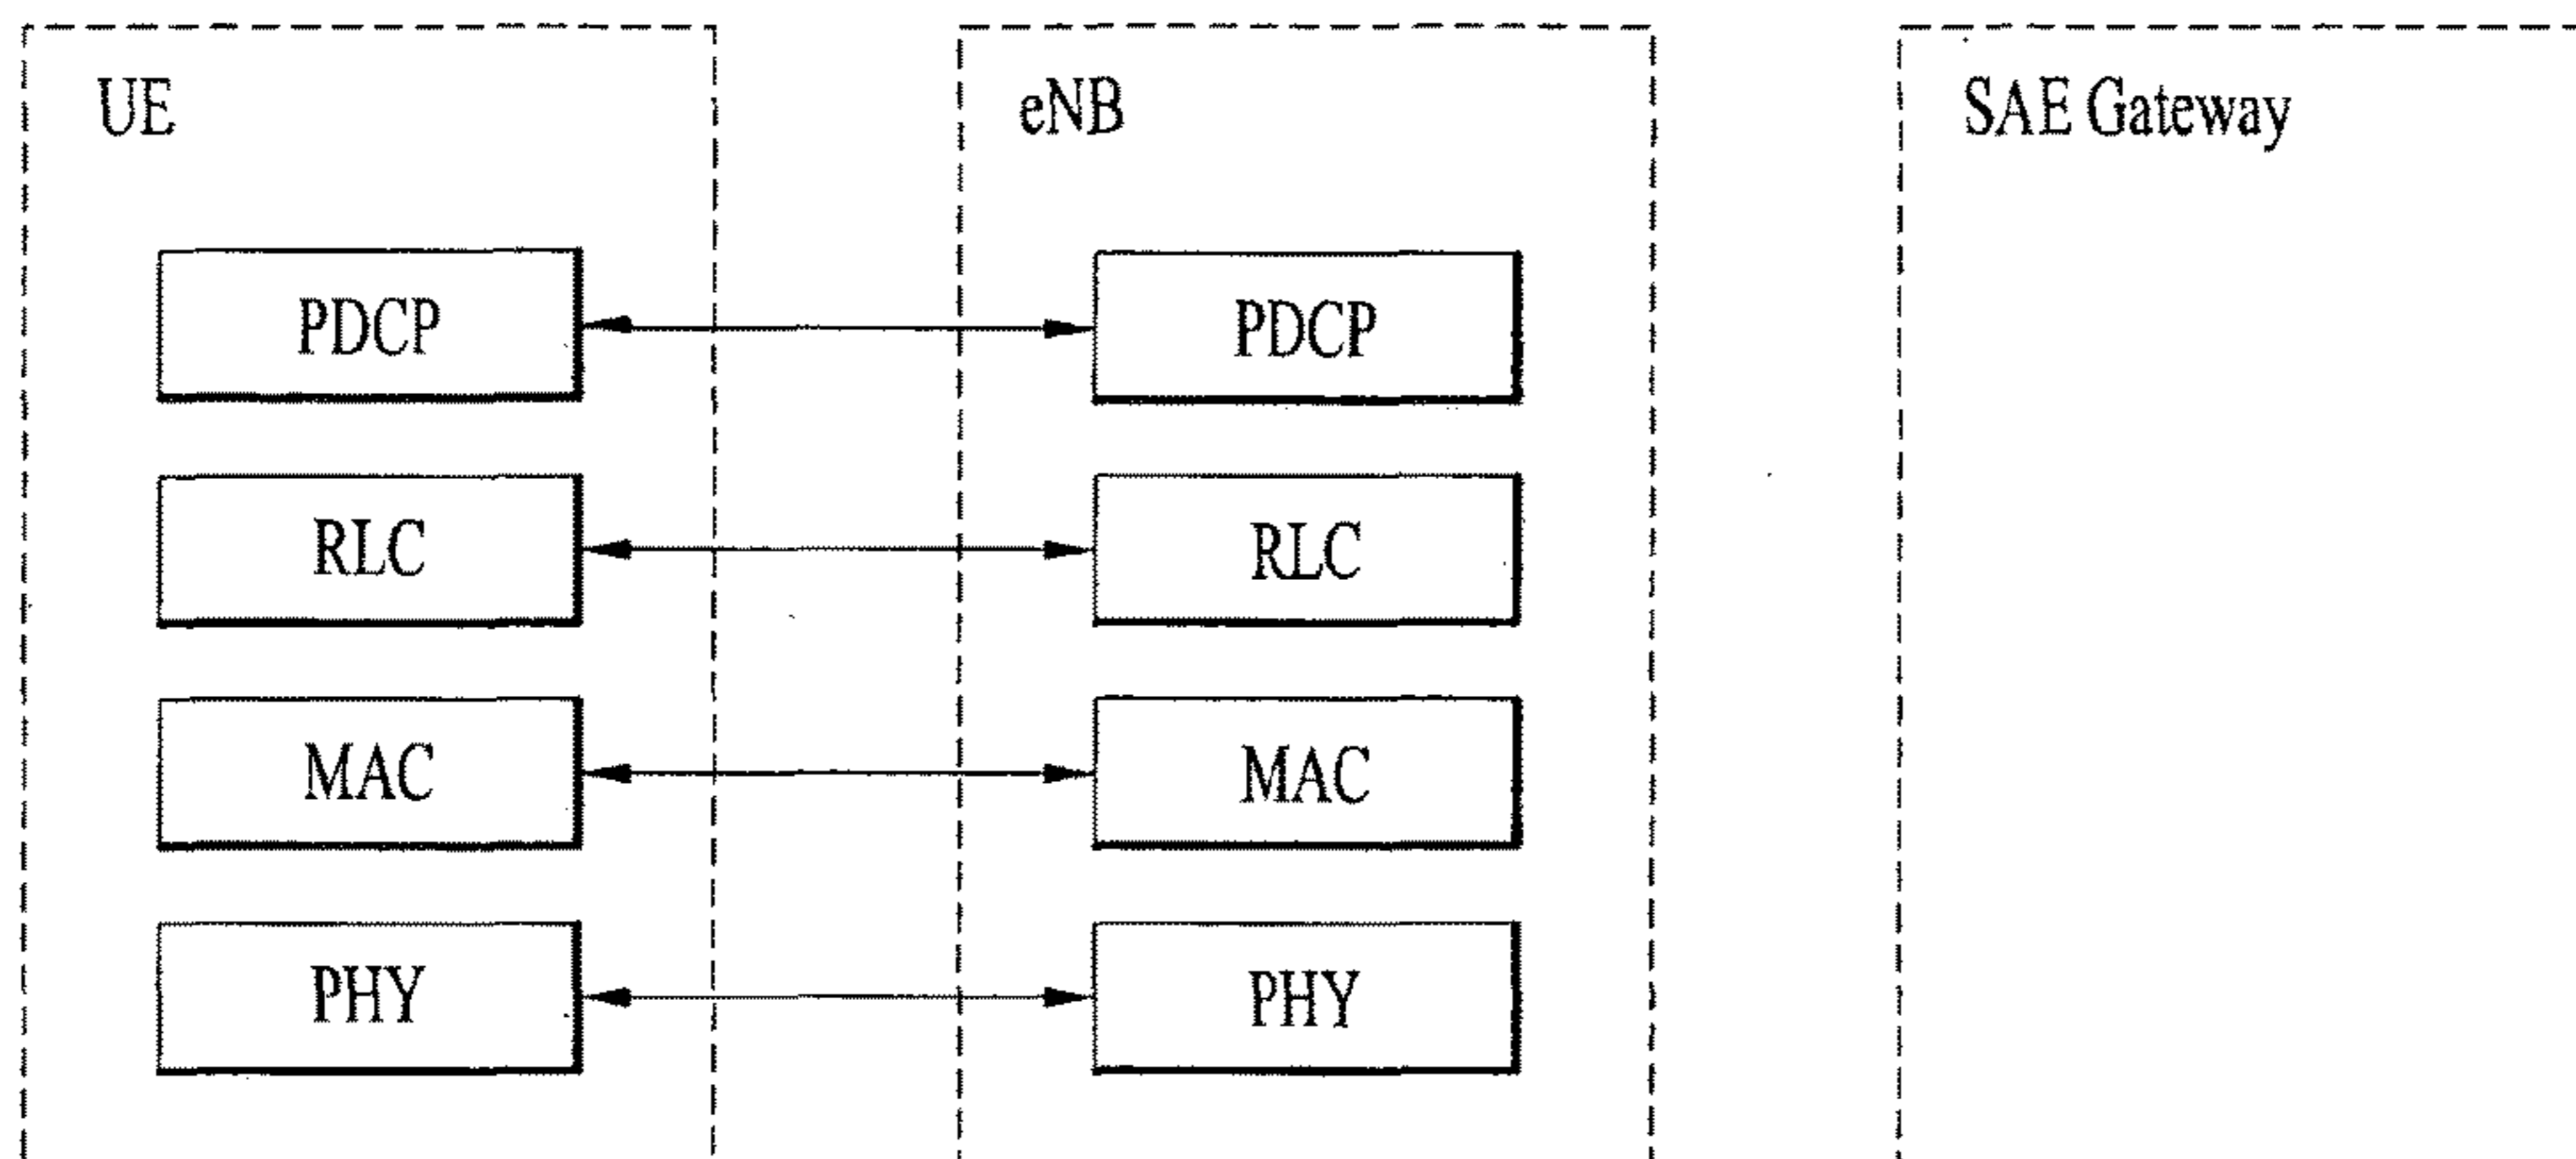 UE
eNB
SAE Gateway
PDCP
PDCP
RLC
RLC
MAC
MAC
PHY
PHY